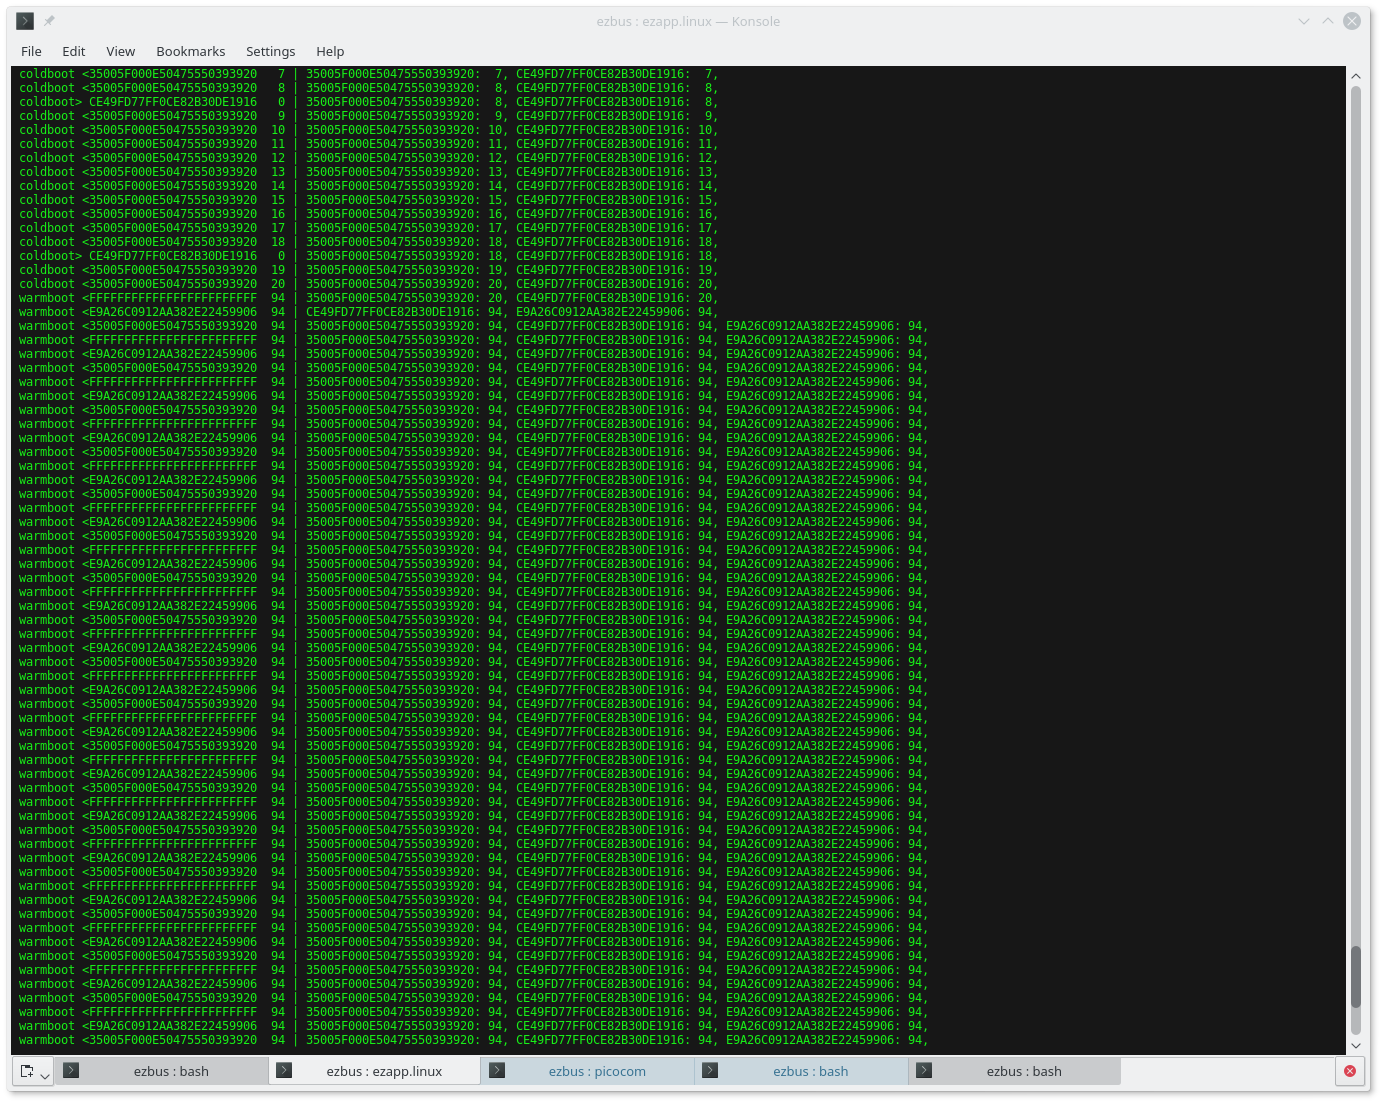 ezbus : ezapp.linux — Konsole
File Edit View Bookmarks Settings Help
coldboot <35005F000E50475550393920   7 | 35005F000E50475550393920:  7, CE49FD77FF0CE82B30DE1916:  7,
coldboot <35005F000E50475550393920   8 | 35005F000E50475550393920:  8, CE49FD77FF0CE82B30DE1916:  8,
coldboot> CE49FD77FF0CE82B30DE1916   0 | 35005F000E50475550393920:  8, CE49FD77FF0CE82B30DE1916:  8,
coldboot <35005F000E50475550393920   9 | 35005F000E50475550393920:  9, CE49FD77FF0CE82B30DE1916:  9,
coldboot <35005F000E50475550393920  10 | 35005F000E50475550393920: 10, CE49FD77FF0CE82B30DE1916: 10,
coldboot <35005F000E50475550393920  11 | 35005F000E50475550393920: 11, CE49FD77FF0CE82B30DE1916: 11,
coldboot <35005F000E50475550393920  12 | 35005F000E50475550393920: 12, CE49FD77FF0CE82B30DE1916: 12,
coldboot <35005F000E50475550393920  13 | 35005F000E50475550393920: 13, CE49FD77FF0CE82B30DE1916: 13,
coldboot <35005F000E50475550393920  14 | 35005F000E50475550393920: 14, CE49FD77FF0CE82B30DE1916: 14,
coldboot <35005F000E50475550393920  15 | 35005F000E50475550393920: 15, CE49FD77FF0CE82B30DE1916: 15,
coldboot <35005F000E50475550393920  16 | 35005F000E50475550393920: 16, CE49FD77FF0CE82B30DE1916: 16,
coldboot <35005F000E50475550393920  17 | 35005F000E50475550393920: 17, CE49FD77FF0CE82B30DE1916: 17,
coldboot <35005F000E50475550393920  18 | 35005F000E50475550393920: 18, CE49FD77FF0CE82B30DE1916: 18,
coldboot> CE49FD77FF0CE82B30DE1916   0 | 35005F000E50475550393920: 18, CE49FD77FF0CE82B30DE1916: 18,
coldboot <35005F000E50475550393920  19 | 35005F000E50475550393920: 19, CE49FD77FF0CE82B30DE1916: 19,
coldboot <35005F000E50475550393920  20 | 35005F000E50475550393920: 20, CE49FD77FF0CE82B30DE1916: 20,
warmboot <FFFFFFFFFFFFFFFFFFFFFFFF  94 | 35005F000E50475550393920: 20, CE49FD77FF0CE82B30DE1916: 20,
warmboot <E9A26C0912AA382E22459906  94 | CE49FD77FF0CE82B30DE1916: 94, E9A26C0912AA382E22459906: 94,
warmboot <35005F000E50475550393920  94 | 35005F000E50475550393920: 94, CE49FD77FF0CE82B30DE1916: 94, E9A26C0912AA382E22459906: 94,
warmboot <FFFFFFFFFFFFFFFFFFFFFFFF  94 | 35005F000E50475550393920: 94, CE49FD77FF0CE82B30DE1916: 94, E9A26C0912AA382E22459906: 94,
warmboot <E9A26C0912AA382E22459906  94 | 35005F000E50475550393920: 94, CE49FD77FF0CE82B30DE1916: 94, E9A26C0912AA382E22459906: 94,
warmboot <35005F000E50475550393920  94 | 35005F000E50475550393920: 94, CE49FD77FF0CE82B30DE1916: 94, E9A26C0912AA382E22459906: 94,
warmboot <FFFFFFFFFFFFFFFFFFFFFFFF  94 | 35005F000E50475550393920: 94, CE49FD77FF0CE82B30DE1916: 94, E9A26C0912AA382E22459906: 94,
warmboot <E9A26C0912AA382E22459906  94 | 35005F000E50475550393920: 94, CE49FD77FF0CE82B30DE1916: 94, E9A26C0912AA382E22459906: 94,
warmboot <35005F000E50475550393920  94 | 35005F000E50475550393920: 94, CE49FD77FF0CE82B30DE1916: 94, E9A26C0912AA382E22459906: 94,
warmboot <FFFFFFFFFFFFFFFFFFFFFFFF  94 | 35005F000E50475550393920: 94, CE49FD77FF0CE82B30DE1916: 94, E9A26C0912AA382E22459906: 94,
warmboot <E9A26C0912AA382E22459906  94 | 35005F000E50475550393920: 94, CE49FD77FF0CE82B30DE1916: 94, E9A26C0912AA382E22459906: 94,
warmboot <35005F000E50475550393920  94 | 35005F000E50475550393920: 94, CE49FD77FF0CE82B30DE1916: 94, E9A26C0912AA382E22459906: 94,
warmboot <FFFFFFFFFFFFFFFFFFFFFFFF  94 | 35005F000E50475550393920: 94, CE49FD77FF0CE82B30DE1916: 94, E9A26C0912AA382E22459906: 94,
warmboot <E9A26C0912AA382E22459906  94 | 35005F000E50475550393920: 94, CE49FD77FF0CE82B30DE1916: 94, E9A26C0912AA382E22459906: 94,
warmboot <35005F000E50475550393920  94 | 35005F000E50475550393920: 94, CE49FD77FF0CE82B30DE1916: 94, E9A26C0912AA382E22459906: 94,
warmboot <FFFFFFFFFFFFFFFFFFFFFFFF  94 | 35005F000E50475550393920: 94, CE49FD77FF0CE82B30DE1916: 94, E9A26C0912AA382E22459906: 94,
warmboot <E9A26C0912AA382E22459906  94 | 35005F000E50475550393920: 94, CE49FD77FF0CE82B30DE1916: 94, E9A26C0912AA382E22459906: 94,
warmboot <35005F000E50475550393920  94 | 35005F000E50475550393920: 94, CE49FD77FF0CE82B30DE1916: 94, E9A26C0912AA382E22459906: 94,
warmboot <FFFFFFFFFFFFFFFFFFFFFFFF  94 | 35005F000E50475550393920: 94, CE49FD77FF0CE82B30DE1916: 94, E9A26C0912AA382E22459906: 94,
warmboot <E9A26C0912AA382E22459906  94 | 35005F000E50475550393920: 94, CE49FD77FF0CE82B30DE1916: 94, E9A26C0912AA382E22459906: 94,
warmboot <35005F000E50475550393920  94 | 35005F000E50475550393920: 94, CE49FD77FF0CE82B30DE1916: 94, E9A26C0912AA382E22459906: 94,
warmboot <FFFFFFFFFFFFFFFFFFFFFFFF  94 | 35005F000E50475550393920: 94, CE49FD77FF0CE82B30DE1916: 94, E9A26C0912AA382E22459906: 94,
warmboot <E9A26C0912AA382E22459906  94 | 35005F000E50475550393920: 94, CE49FD77FF0CE82B30DE1916: 94, E9A26C0912AA382E22459906: 94,
warmboot <35005F000E50475550393920  94 | 35005F000E50475550393920: 94, CE49FD77FF0CE82B30DE1916: 94, E9A26C0912AA382E22459906: 94,
warmboot <FFFFFFFFFFFFFFFFFFFFFFFF  94 | 35005F000E50475550393920: 94, CE49FD77FF0CE82B30DE1916: 94, E9A26C0912AA382E22459906: 94,
warmboot <E9A26C0912AA382E22459906  94 | 35005F000E50475550393920: 94, CE49FD77FF0CE82B30DE1916: 94, E9A26C0912AA382E22459906: 94,
warmboot <35005F000E50475550393920  94 | 35005F000E50475550393920: 94, CE49FD77FF0CE82B30DE1916: 94, E9A26C0912AA382E22459906: 94,
warmboot <FFFFFFFFFFFFFFFFFFFFFFFF  94 | 35005F000E50475550393920: 94, CE49FD77FF0CE82B30DE1916: 94, E9A26C0912AA382E22459906: 94,
warmboot <E9A26C0912AA382E22459906  94 | 35005F000E50475550393920: 94, CE49FD77FF0CE82B30DE1916: 94, E9A26C0912AA382E22459906: 94,
warmboot <35005F000E50475550393920  94 | 35005F000E50475550393920: 94, CE49FD77FF0CE82B30DE1916: 94, E9A26C0912AA382E22459906: 94,
warmboot <FFFFFFFFFFFFFFFFFFFFFFFF  94 | 35005F000E50475550393920: 94, CE49FD77FF0CE82B30DE1916: 94, E9A26C0912AA382E22459906: 94,
warmboot <E9A26C0912AA382E22459906  94 | 35005F000E50475550393920: 94, CE49FD77FF0CE82B30DE1916: 94, E9A26C0912AA382E22459906: 94,
warmboot <35005F000E50475550393920  94 | 35005F000E50475550393920: 94, CE49FD77FF0CE82B30DE1916: 94, E9A26C0912AA382E22459906: 94,
warmboot <FFFFFFFFFFFFFFFFFFFFFFFF  94 | 35005F000E50475550393920: 94, CE49FD77FF0CE82B30DE1916: 94, E9A26C0912AA382E22459906: 94,
warmboot <E9A26C0912AA382E22459906  94 | 35005F000E50475550393920: 94, CE49FD77FF0CE82B30DE1916: 94, E9A26C0912AA382E22459906: 94,
warmboot <35005F000E50475550393920  94 | 35005F000E50475550393920: 94, CE49FD77FF0CE82B30DE1916: 94, E9A26C0912AA382E22459906: 94,
warmboot <FFFFFFFFFFFFFFFFFFFFFFFF  94 | 35005F000E50475550393920: 94, CE49FD77FF0CE82B30DE1916: 94, E9A26C0912AA382E22459906: 94,
warmboot <E9A26C0912AA382E22459906  94 | 35005F000E50475550393920: 94, CE49FD77FF0CE82B30DE1916: 94, E9A26C0912AA382E22459906: 94,
warmboot <35005F000E50475550393920  94 | 35005F000E50475550393920: 94, CE49FD77FF0CE82B30DE1916: 94, E9A26C0912AA382E22459906: 94,
warmboot <FFFFFFFFFFFFFFFFFFFFFFFF  94 | 35005F000E50475550393920: 94, CE49FD77FF0CE82B30DE1916: 94, E9A26C0912AA382E22459906: 94,
warmboot <E9A26C0912AA382E22459906  94 | 35005F000E50475550393920: 94, CE49FD77FF0CE82B30DE1916: 94, E9A26C0912AA382E22459906: 94,
warmboot <35005F000E50475550393920  94 | 35005F000E50475550393920: 94, CE49FD77FF0CE82B30DE1916: 94, E9A26C0912AA382E22459906: 94,
warmboot <FFFFFFFFFFFFFFFFFFFFFFFF  94 | 35005F000E50475550393920: 94, CE49FD77FF0CE82B30DE1916: 94, E9A26C0912AA382E22459906: 94,
warmboot <E9A26C0912AA382E22459906  94 | 35005F000E50475550393920: 94, CE49FD77FF0CE82B30DE1916: 94, E9A26C0912AA382E22459906: 94,
warmboot <35005F000E50475550393920  94 | 35005F000E50475550393920: 94, CE49FD77FF0CE82B30DE1916: 94, E9A26C0912AA382E22459906: 94,
warmboot <FFFFFFFFFFFFFFFFFFFFFFFF  94 | 35005F000E50475550393920: 94, CE49FD77FF0CE82B30DE1916: 94, E9A26C0912AA382E22459906: 94,
warmboot <E9A26C0912AA382E22459906  94 | 35005F000E50475550393920: 94, CE49FD77FF0CE82B30DE1916: 94, E9A26C0912AA382E22459906: 94,
warmboot <35005F000E50475550393920  94 | 35005F000E50475550393920: 94, CE49FD77FF0CE82B30DE1916: 94, E9A26C0912AA382E22459906: 94,
warmboot <FFFFFFFFFFFFFFFFFFFFFFFF  94 | 35005F000E50475550393920: 94, CE49FD77FF0CE82B30DE1916: 94, E9A26C0912AA382E22459906: 94,
warmboot <E9A26C0912AA382E22459906  94 | 35005F000E50475550393920: 94, CE49FD77FF0CE82B30DE1916: 94, E9A26C0912AA382E22459906: 94,
warmboot <35005F000E50475550393920  94 | 35005F000E50475550393920: 94, CE49FD77FF0CE82B30DE1916: 94, E9A26C0912AA382E22459906: 94,
warmboot <FFFFFFFFFFFFFFFFFFFFFFFF  94 | 35005F000E50475550393920: 94, CE49FD77FF0CE82B30DE1916: 94, E9A26C0912AA382E22459906: 94,
warmboot <E9A26C0912AA382E22459906  94 | 35005F000E50475550393920: 94, CE49FD77FF0CE82B30DE1916: 94, E9A26C0912AA382E22459906: 94,
warmboot <35005F000E50475550393920  94 | 35005F000E50475550393920: 94, CE49FD77FF0CE82B30DE1916: 94, E9A26C0912AA382E22459906: 94,
ezbus : bash ezbus : ezapp.linux ezbus : picocom ezbus : bash ezbus : bash